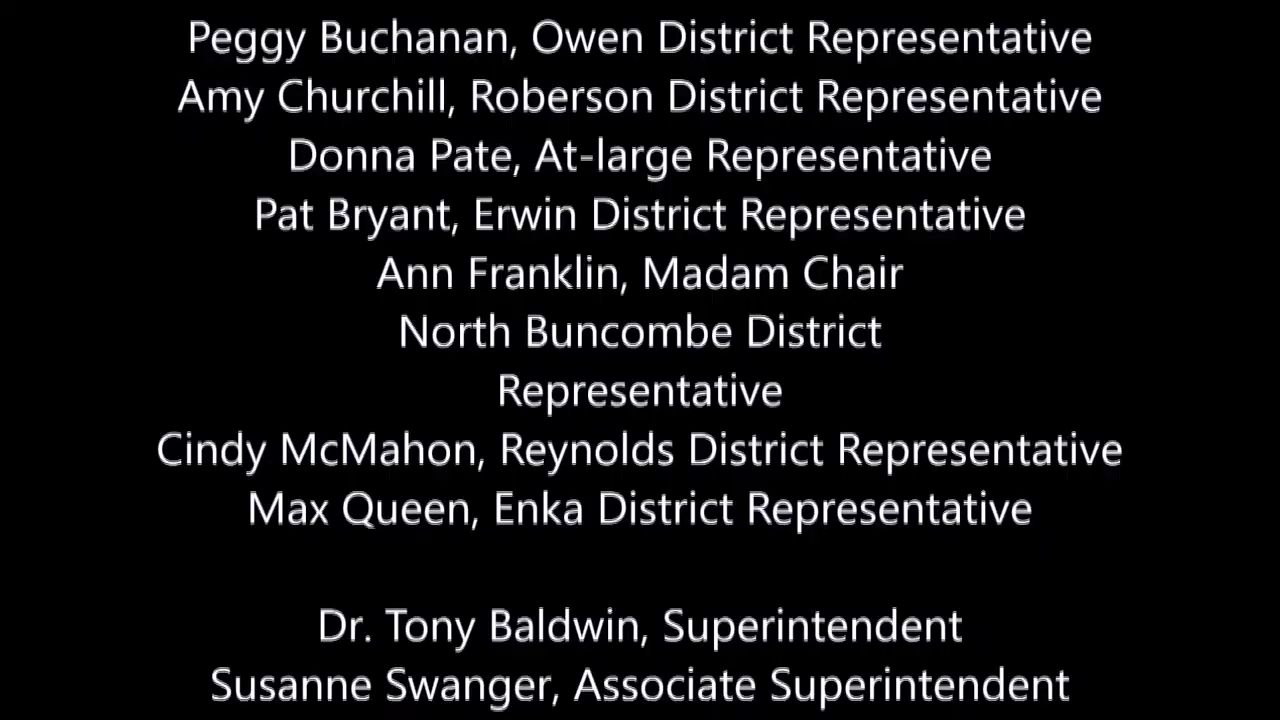 Peggy Buchanan, Owen District Representative
Amy Churchill, Roberson District Representative
Donna Pate, At-large Representative
Pat Bryant, Erwin District Representative
Ann Franklin, Madam Chair
North Buncombe District
Representative
Cindy McMahon, Reynolds District Representative
Max Queen, Enka District Representative
Dr. Tony Baldwin, Superintendent
Susanne Swanger, Associate Superintendent